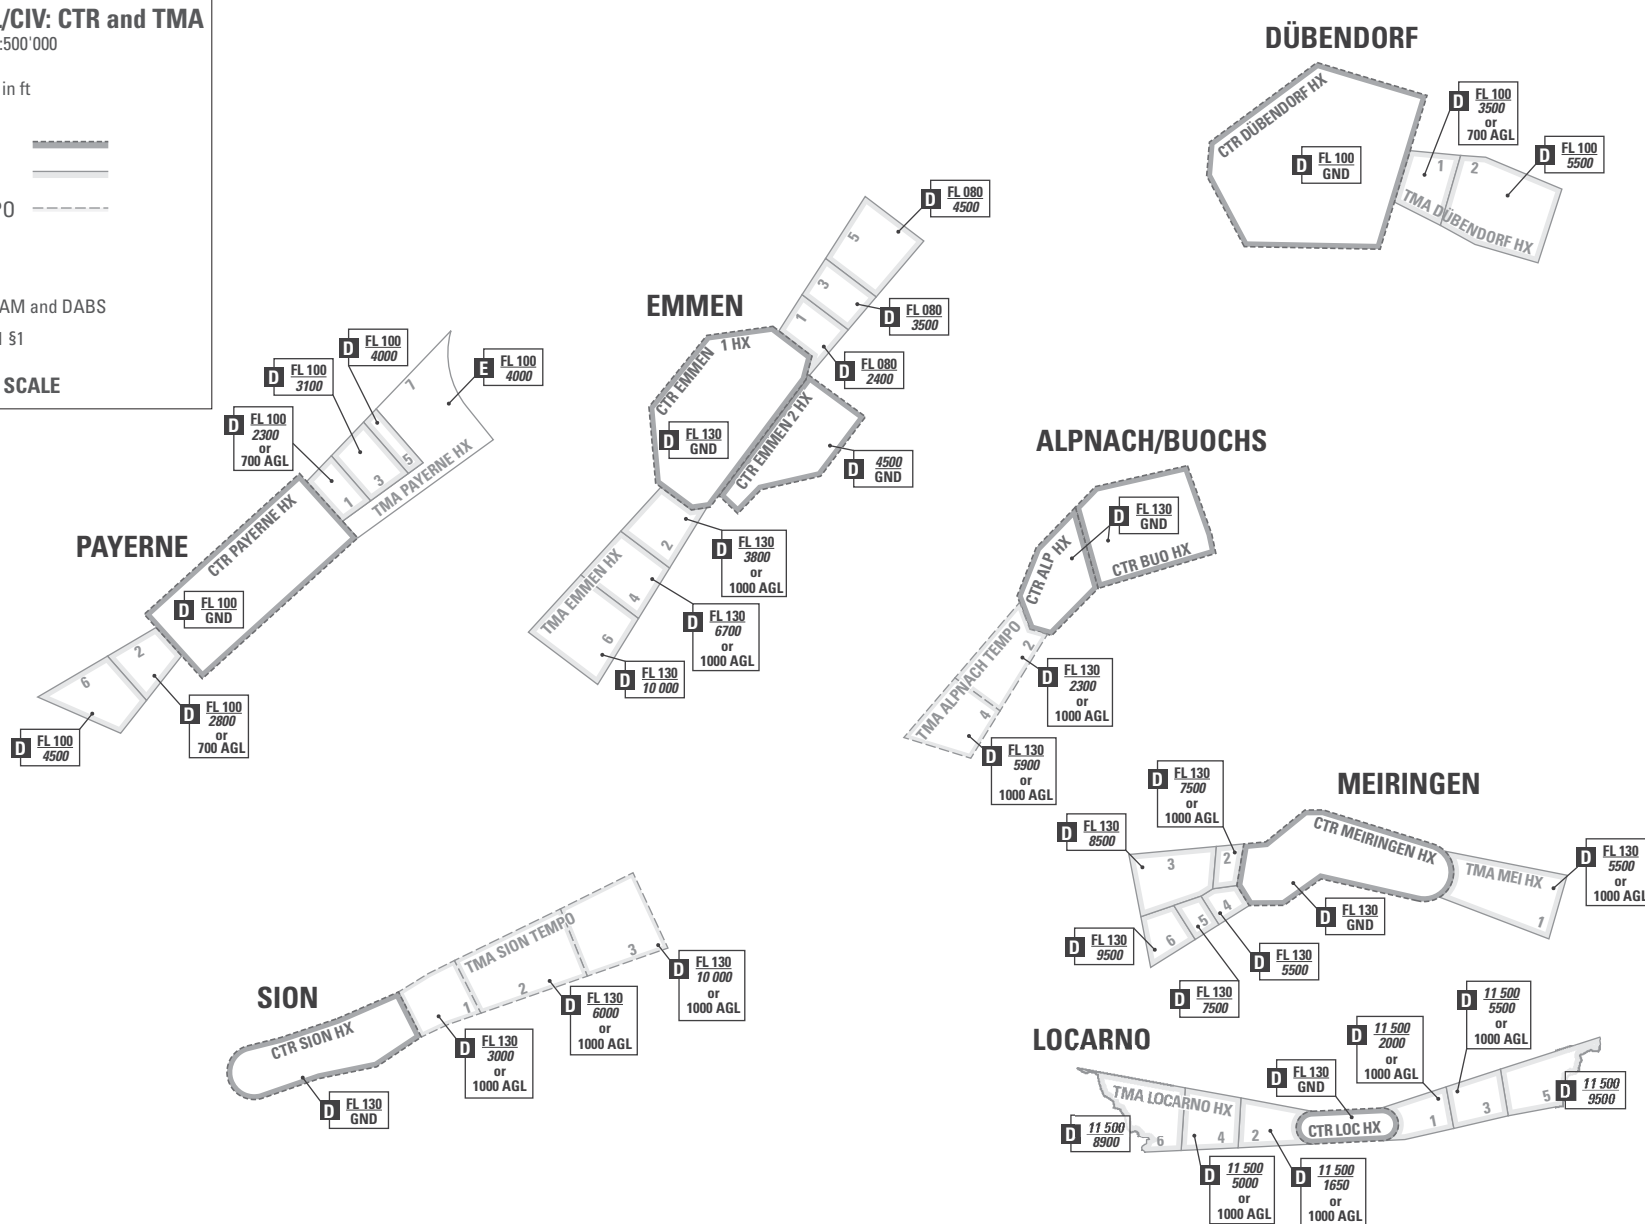 L/CIV: CTR and TMA
:500'000
in ft
PO
AM and DABS
1 §1
SCALE
DÜBENDORF
CTR DÜBENDORF HX
D FL 100
GND
D FL 100
3500
or
700 AGL
D FL 100
5500
1
2
TMA DÜBENDORF HX
EMMEN
D FL 080
4500
D FL 080
3500
D FL 080
2400
5
3
1
CTR EMMEN 1 HX
D FL 130
GND
CTR EMMEN 2 HX
D 4500
GND
2
4
6
TMA EMMEN HX
D FL 130
3800
or
1000 AGL
D FL 130
6700
or
1000 AGL
D FL 130
10 000
PAYERNE
D FL 100
4000
D FL 100
3100
D FL 100
2300
or
700 AGL
E FL 100
4000
7
5
3
1
TMA PAYERNE HX
CTR PAYERNE HX
D FL 100
GND
2
6
D FL 100
2800
or
700 AGL
D FL 100
4500
ALPNACH/BUOCHS
D FL 130
GND
CTR ALP HX
CTR BUO HX
TMA ALPNACH TEMPO
2
4
D FL 130
2300
or
1000 AGL
D FL 130
5900
or
1000 AGL
MEIRINGEN
D FL 130
7500
or
1000 AGL
D FL 130
8500
CTR MEIRINGEN HX
TMA MEI HX
1
D FL 130
5500
or
1000 AGL
D FL 130
GND
3
2
4
5
6
D FL 130
9500
D FL 130
5500
D FL 130
7500
SION
CTR SION HX
D FL 130
GND
TMA SION TEMPO
1
2
3
D FL 130
3000
or
1000 AGL
D FL 130
6000
or
1000 AGL
D FL 130
10 000
or
1000 AGL
LOCARNO
D FL 130
GND
D 11 500
2000
or
1000 AGL
D 11 500
5500
or
1000 AGL
D 11 500
9500
TMA LOCARNO HX
CTR LOC HX
6
4
2
1
3
5
D 11 500
8900
D 11 500
5000
or
1000 AGL
D 11 500
1650
or
1000 AGL